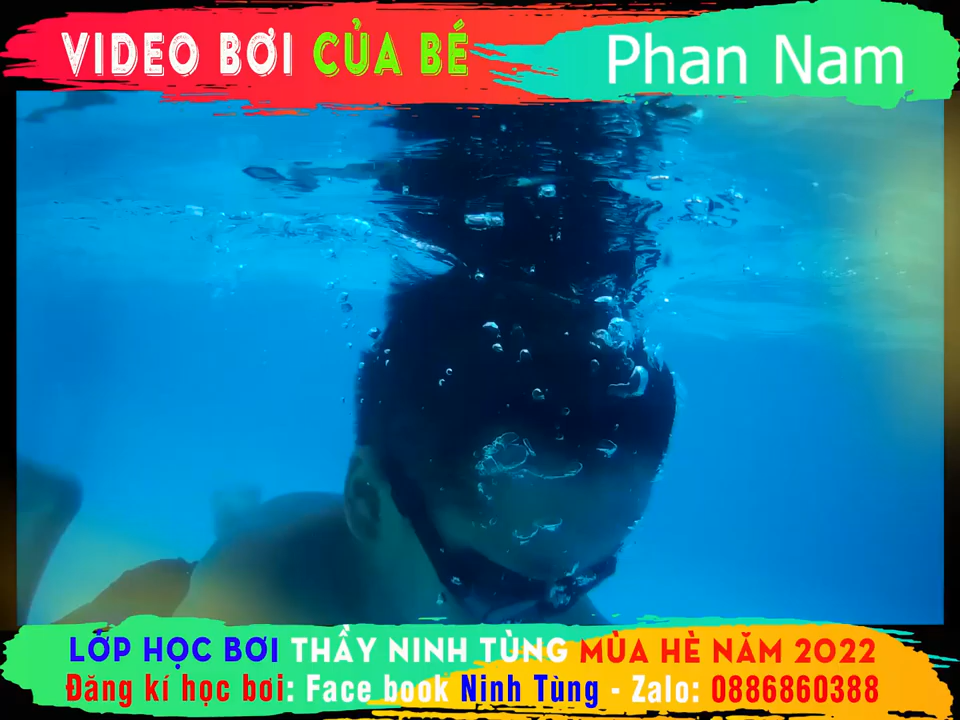 VIDEO BƠI CỦA BÉ
Phan Nam
LỚP HỌC BƠI THẦY NINH TÙNG MÙA HÈ NĂM 2022
Đăng kí học bơi: Face book Ninh Tùng - Zalo: 0886860388